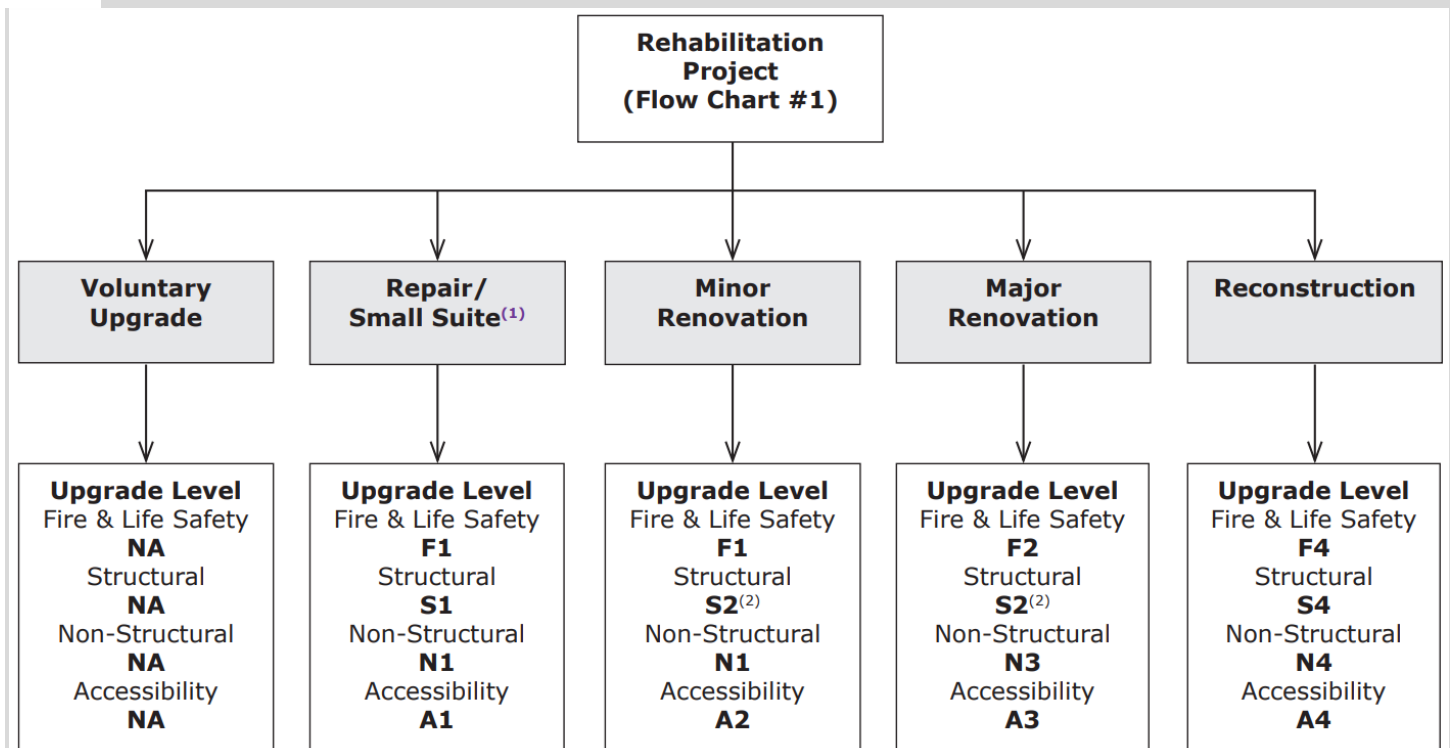 Rehabilitation
Project
(Flow Chart #1)
Voluntary
Upgrade
Repair/
Small Suite(1)
Minor
Renovation
Major
Renovation
Reconstruction
Upgrade Level
Fire & Life Safety
NA
Structural
NA
Non-Structural
NA
Accessibility
NA
Upgrade Level
Fire & Life Safety
F1
Structural
S1
Non-Structural
N1
Accessibility
A1
Upgrade Level
Fire & Life Safety
F1
Structural
S2(2)
Non-Structural
N1
Accessibility
A2
Upgrade Level
Fire & Life Safety
F2
Structural
S2(2)
Non-Structural
N3
Accessibility
A3
Upgrade Level
Fire & Life Safety
F4
Structural
S4
Non-Structural
N4
Accessibility
A4